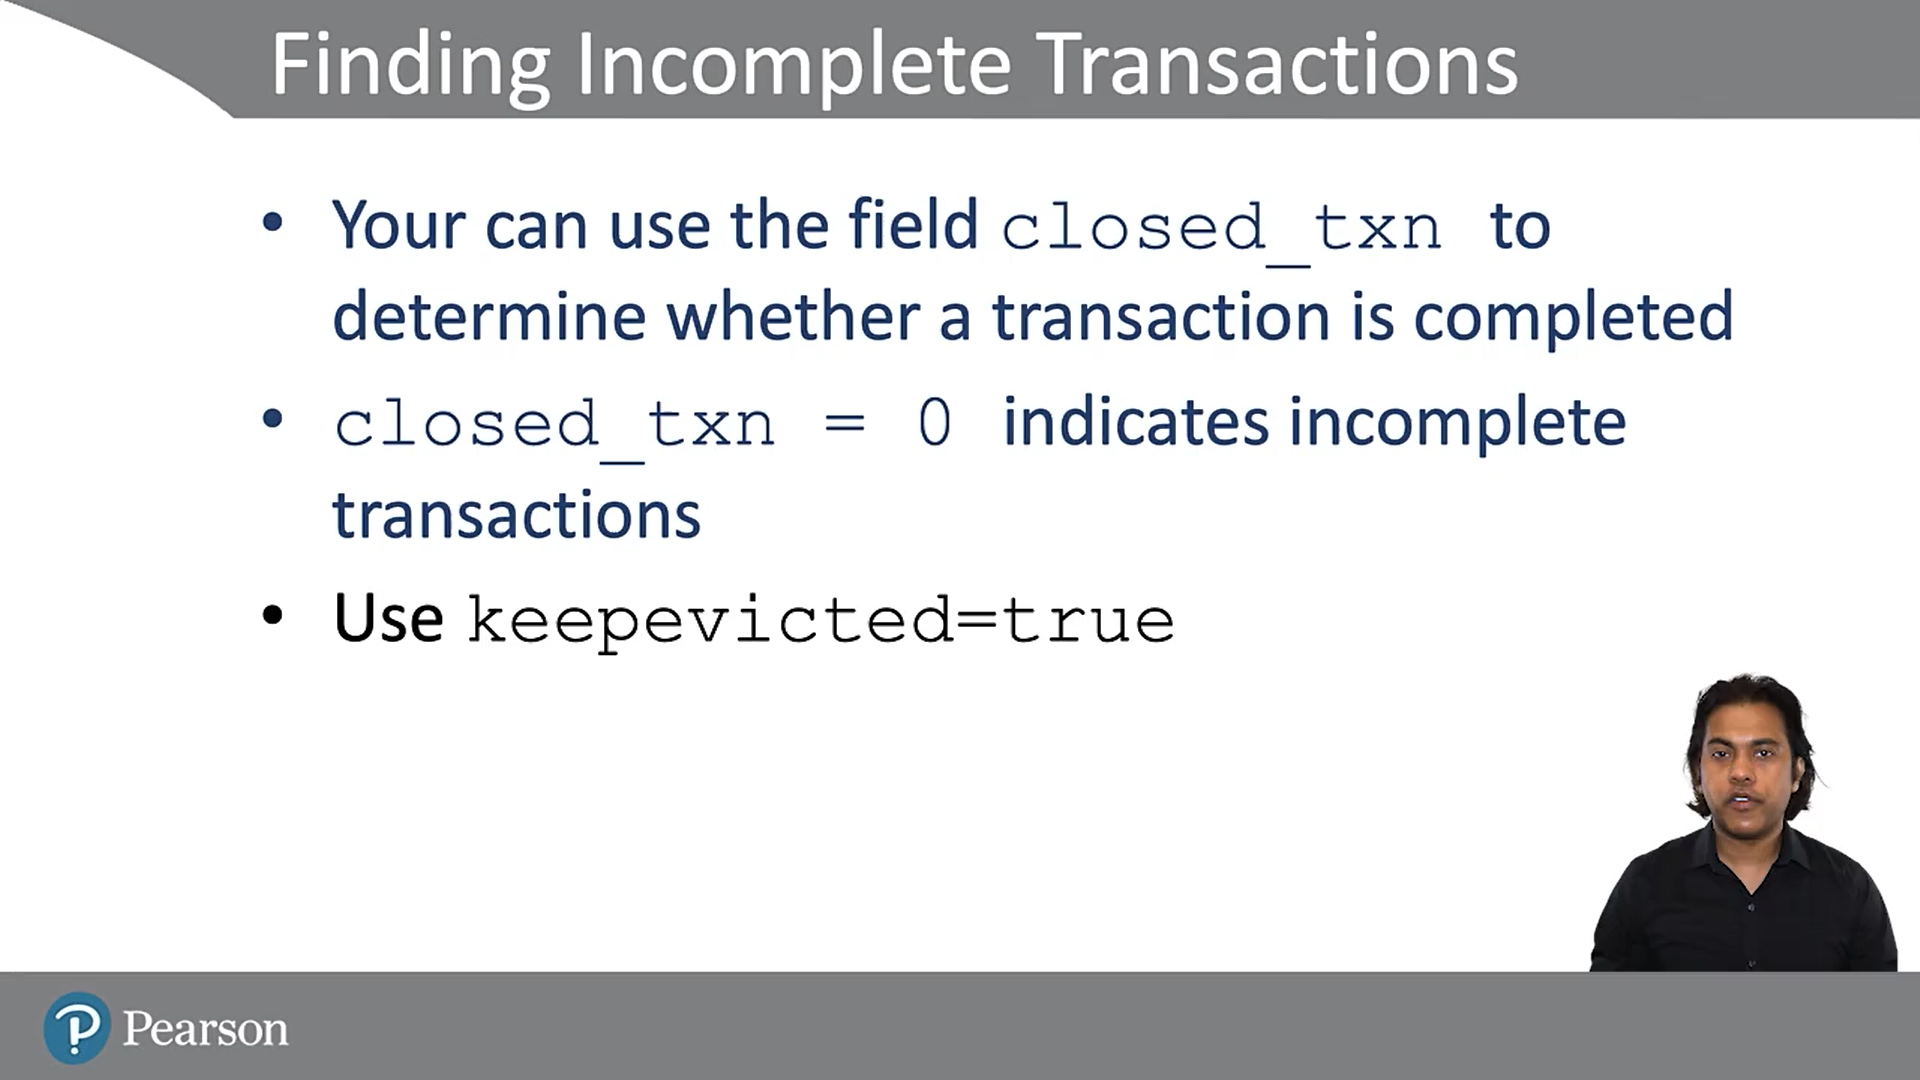 Finding Incomplete Transactions
• Your can use the field closed_txn to
determine whether a transaction is completed
• closed_txn = 0 indicates incomplete
transactions
• Use keepevicted=true
Pearson